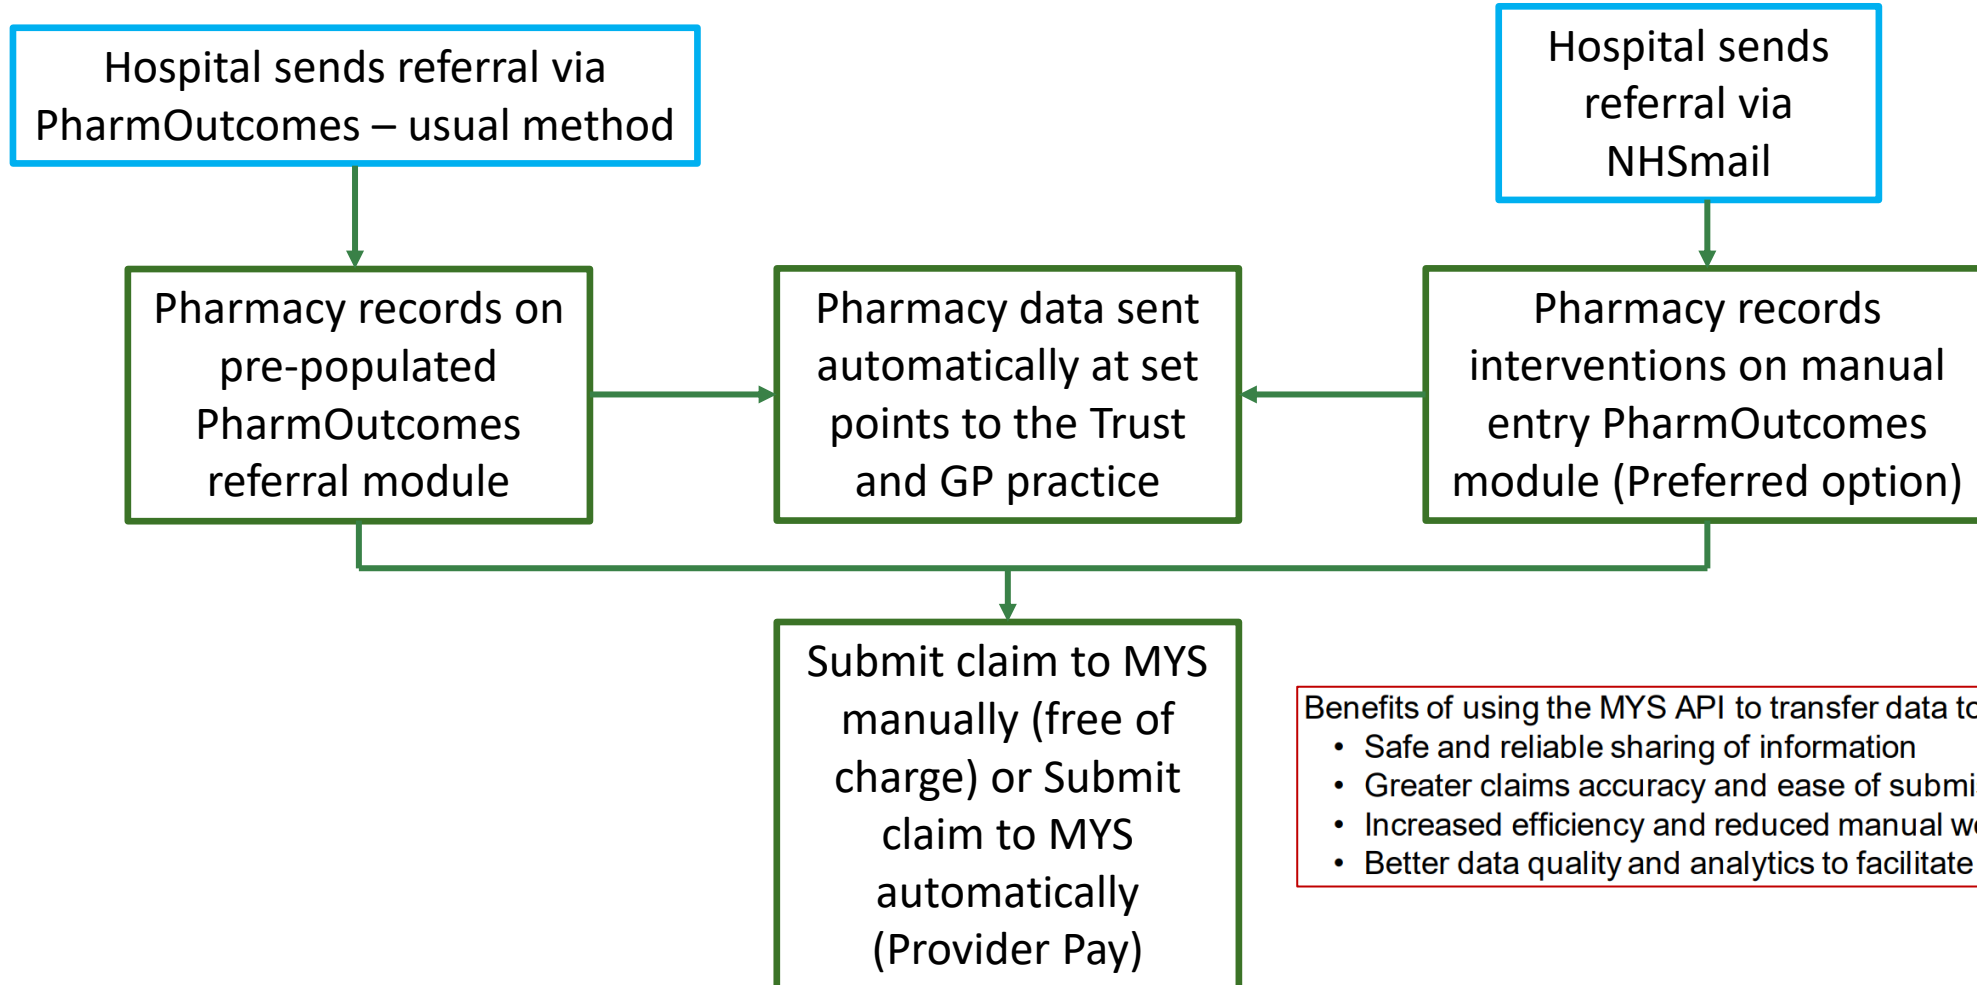 Hospital sends referral via
PharmOutcomes – usual method
Hospital sends
referral via
NHSmail
Pharmacy records on
pre-populated
PharmOutcomes
referral module
Pharmacy data sent
automatically at set
points to the Trust
and GP practice
Pharmacy records
interventions on manual
entry PharmOutcomes
module (Preferred option)
Submit claim to MYS
manually (free of
charge) or Submit
claim to MYS
automatically
(Provider Pay)
Benefits of using the MYS API to transfer data to
• Safe and reliable sharing of information
• Greater claims accuracy and ease of
• Increased efficiency and reduced manual
• Better data quality and analytics to facilitate